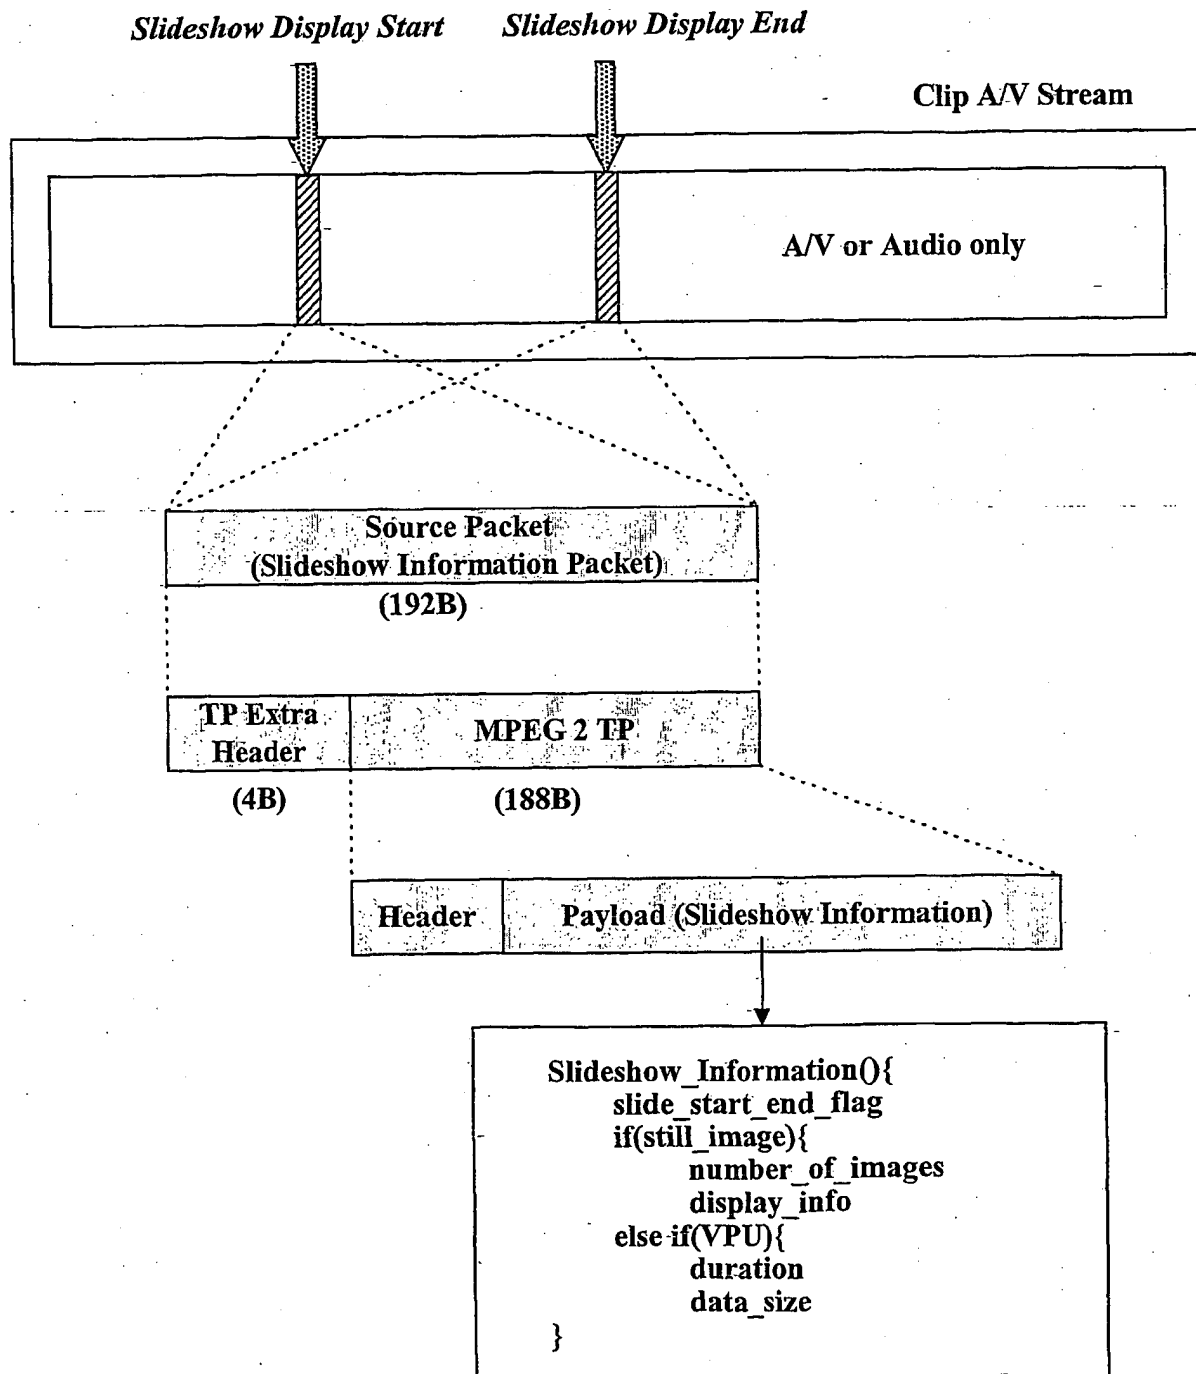 Slideshow Display Start
Slideshow Display End
Clip A/V Stream
A/V or Audio only
Source Packet
(Slideshow Information Packet)
(192B)
TP Extra
Header
MPEG 2 TP
(4B)
(188B)
Header
Payload (Slideshow Information)
Slideshow_Information(){
slide_start_end_flag
if(still_image){
number_of_images
display_info
else if(VPU){
duration
data_size
}